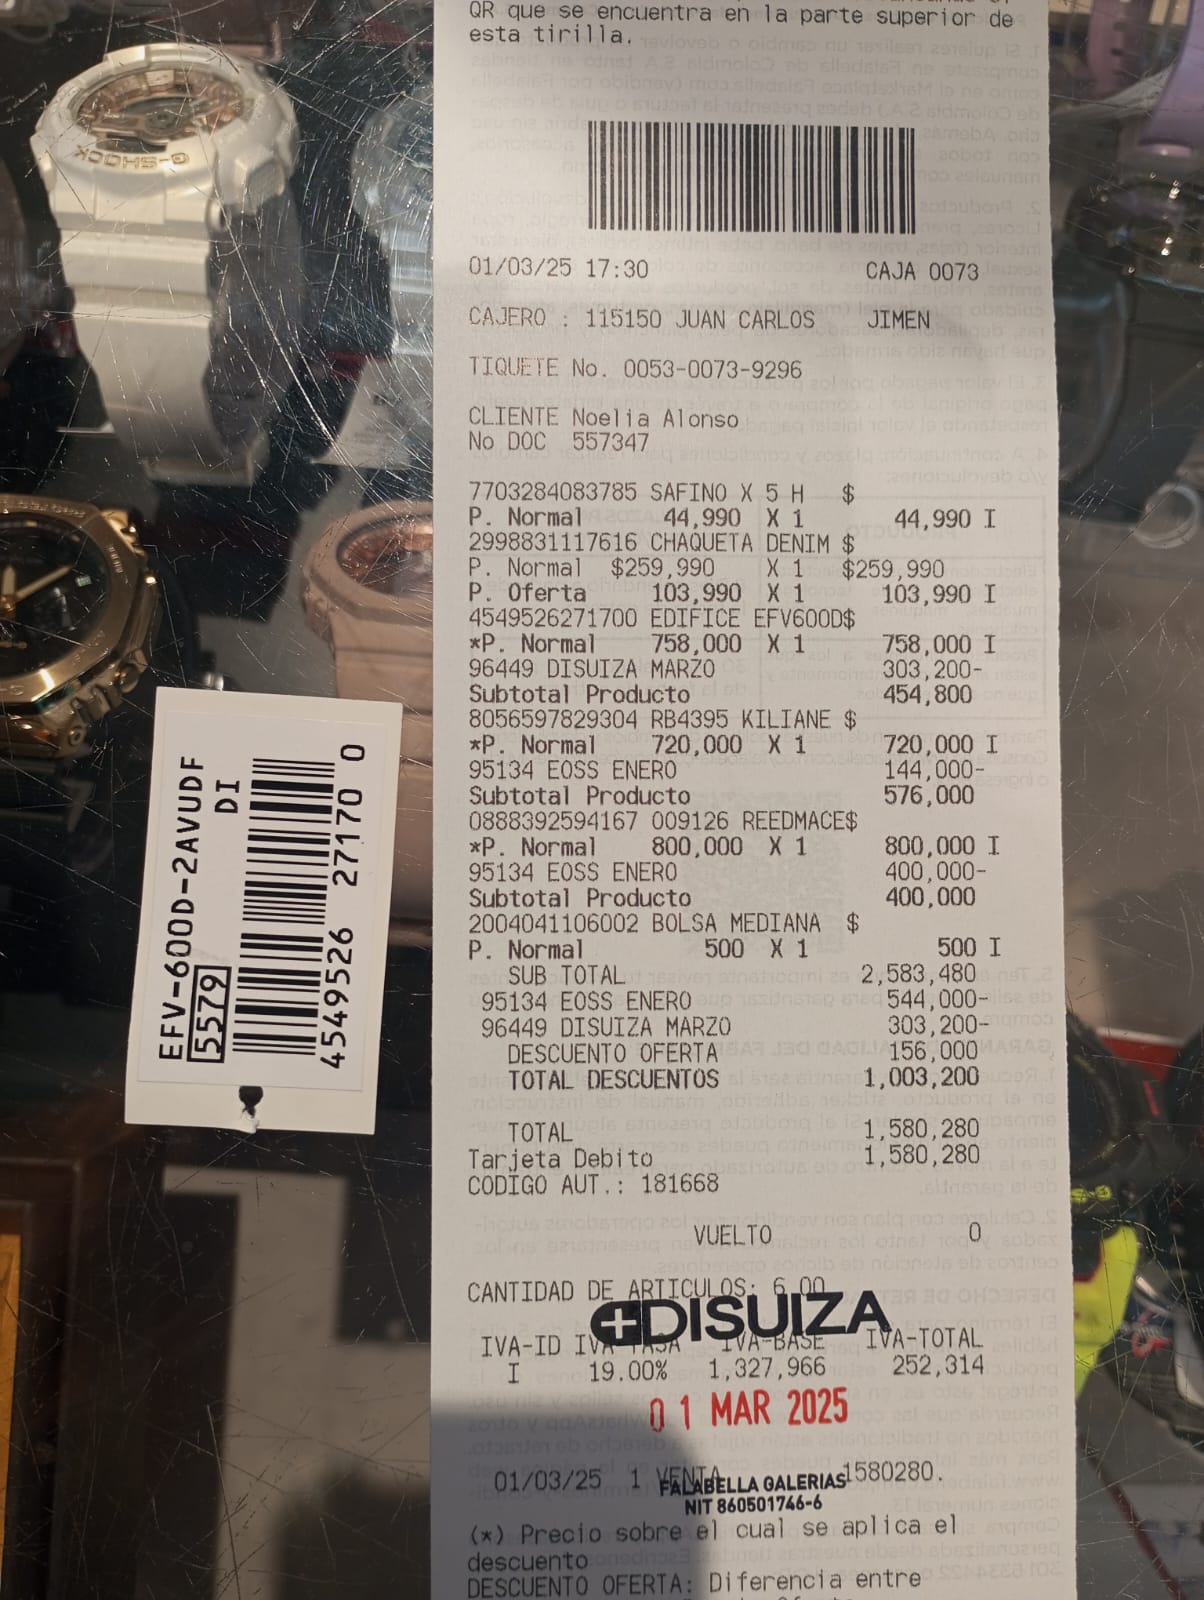 QR que se encuentra en la parte superior de
esta tirilla.
01/03/25 17:30 CAJA 0073
CAJERO : 115150 JUAN CARLOS JIMEN
TIQUETE No. 0053-0073-9296
CLIENTE Noelia Alonso
No DOC 557347
7703284083785 SAFINO X 5 H $
P. Normal 44,990 X 1 44,990 I
2998831117616 CHAQUETA DENIM $
P. Normal $259,990 X 1 $259,990
P. Oferta 103,990 X 1 103,990 I
4549526271700 EDIFICE EFV600D$
*P. Normal 758,000 X 1 758,000 I
96449 DISUIZA MARZO 303,200-
Subtotal Producto 454,800
8056597829304 RB4395 KILIANE $
*P. Normal 720,000 X 1 720,000 I
95134 EOSS ENERO 144,000-
Subtotal Producto 576,000
0888392594167 009126 REEDMACE$
*P. Normal 800,000 X 1 800,000 I
95134 EOSS ENERO 400,000-
Subtotal Producto 400,000
2004041106002 BOLSA MEDIANA $
P. Normal 500 X 1 500 I
SUB TOTAL 2,583,480
95134 EOSS ENERO 544,000-
96449 DISUIZA MARZO 303,200-
DESCUENTO OFERTA 156,000
TOTAL DESCUENTOS 1,003,200
TOTAL 1,580,280
Tarjeta Debito 1,580,280
CODIGO AUT.: 181668
VUELTO 0
CANTIDAD DE ARTICULOS: 6.00
DISUIZA
IVA-ID IVA-TASA IVA-BASE IVA-TOTAL
I 19.00% 1,327,966 252,314
01 MAR 2025
01/03/25 1 VENTA 1580280.
FALABELLA GALERIAS
NIT 860501746-6
(*) Precio sobre el cual se aplica el
descuento
DESCUENTO OFERTA: Diferencia entre
EFV-600D-2AVUDF
DI
5579
4549526 27170 0
G-SHOCK